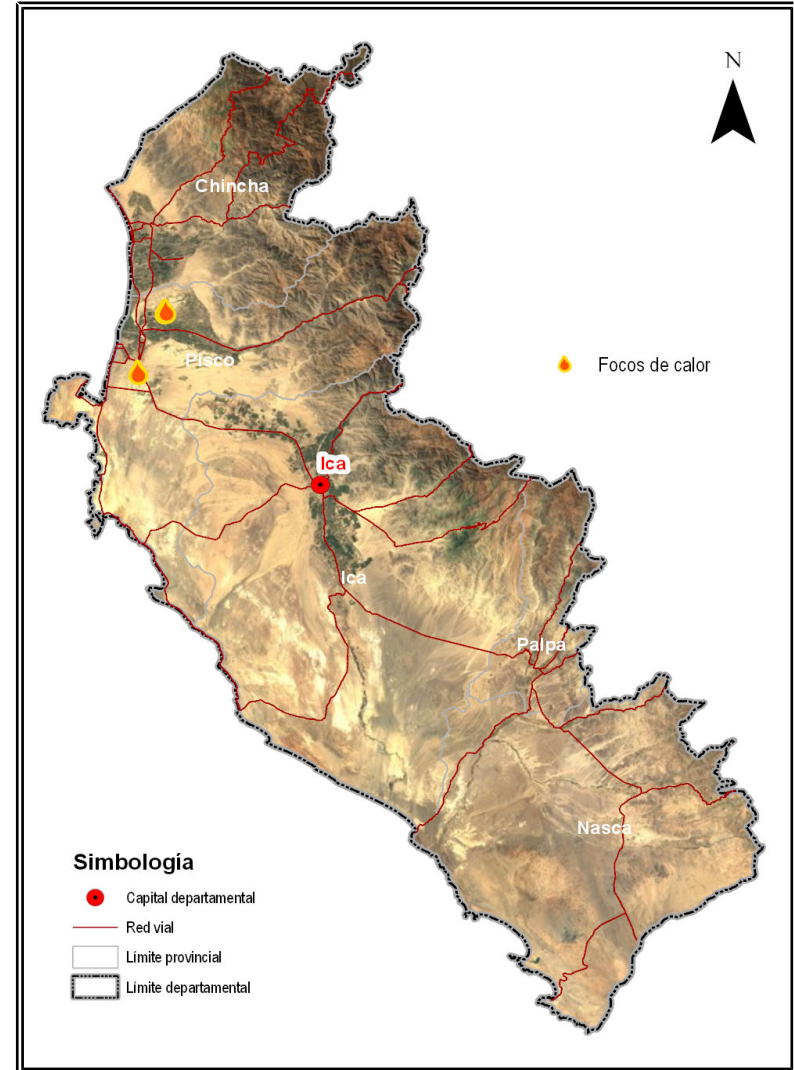 N
Chincha
Pisco
Focos de calor
Ica
Ica
Palpa
Nasca
Simbología
Capital departamental
Red vial
Límite provincial
Límite departamental